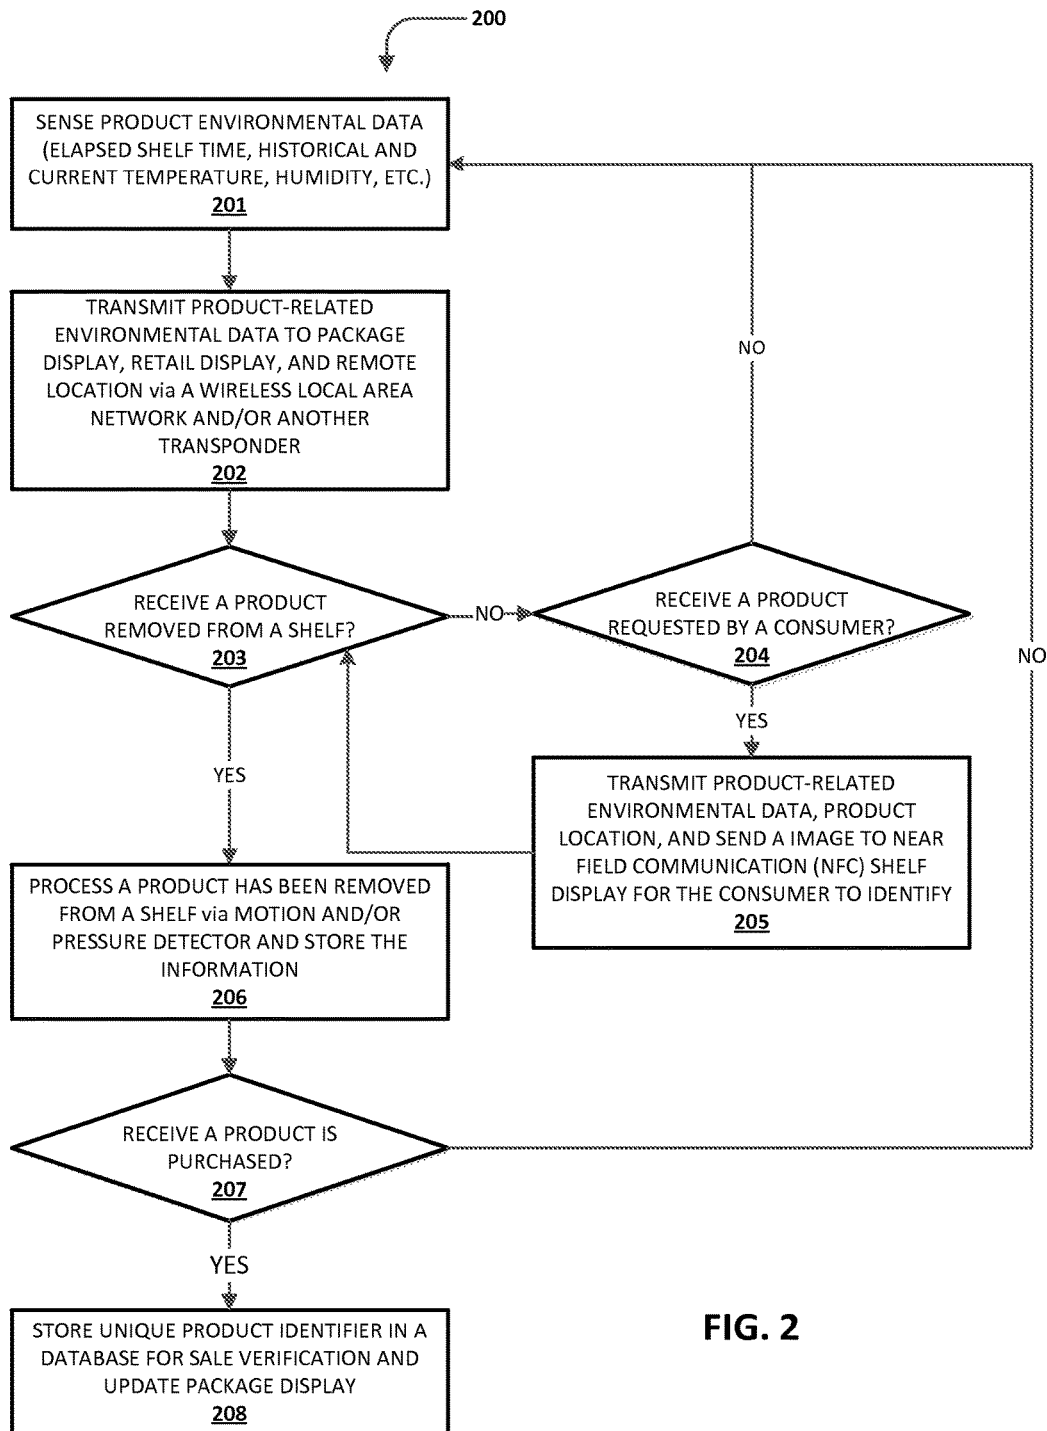 200
SENSE PRODUCT ENVIRONMENTAL DATA
(ELAPSED SHELF TIME, HISTORICAL AND
CURRENT TEMPERATURE, HUMIDITY, ETC.)
201
TRANSMIT PRODUCT-RELATED
ENVIRONMENTAL DATA TO PACKAGE
DISPLAY, RETAIL DISPLAY, AND REMOTE
LOCATION via A WIRELESS LOCAL AREA
NETWORK AND/OR ANOTHER
TRANSPONDER
202
RECEIVE A PRODUCT
REMOVED FROM A SHELF?
203
NO
RECEIVE A PRODUCT
REQUESTED BY A CONSUMER?
204
NO
NO
YES
YES
TRANSMIT PRODUCT-RELATED
ENVIRONMENTAL DATA, PRODUCT
LOCATION, AND SEND A IMAGE TO NEAR
FIELD COMMUNICATION (NFC) SHELF
DISPLAY FOR THE CONSUMER TO IDENTIFY
205
PROCESS A PRODUCT HAS BEEN REMOVED
FROM A SHELF via MOTION AND/OR
PRESSURE DETECTOR AND STORE THE
INFORMATION
206
RECEIVE A PRODUCT IS
PURCHASED?
207
YES
STORE UNIQUE PRODUCT IDENTIFIER IN A
DATABASE FOR SALE VERIFICATION AND
UPDATE PACKAGE DISPLAY
208
FIG. 2